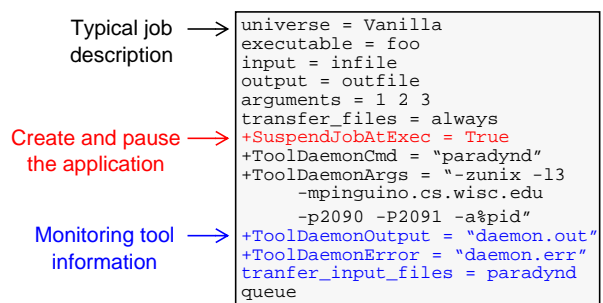 Typical job
description
universe = Vanilla
executable = foo
input = infile
output = outfile
arguments = 1 2 3
transfer_files = always
Create and pause
the application
+SuspendJobAtExec = True
+ToolDaemonCmd = “paradynd”
+ToolDaemonArgs = “-zunix -l3
-mpinguino.cs.wisc.edu
-p2090 -P2091 -a%pid”
Monitoring tool
information
+ToolDaemonOutput = “daemon.out”
+ToolDaemonError = “daemon.err”
tranfer_input_files = paradynd
queue